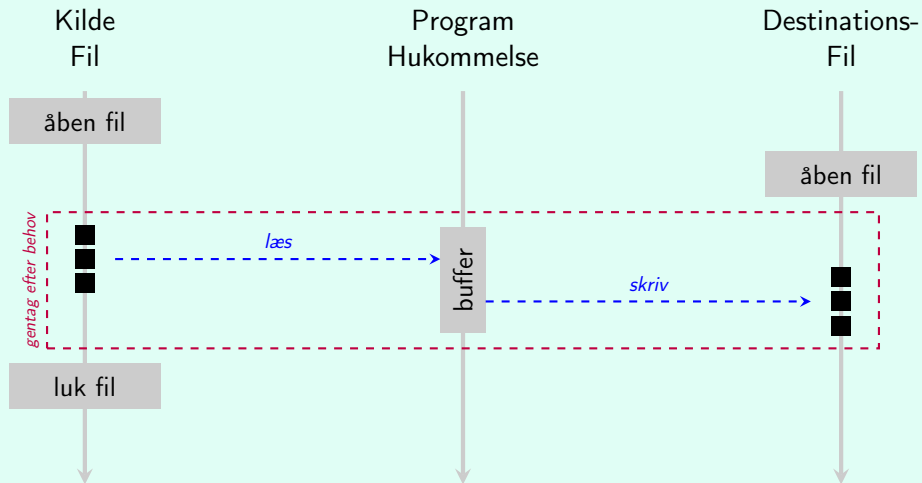 Kilde
Fil
Program
Hukommelse
Destinations-
Fil
åben fil
åben fil
gentag efter behov
læs
buffer
skriv
luk fil